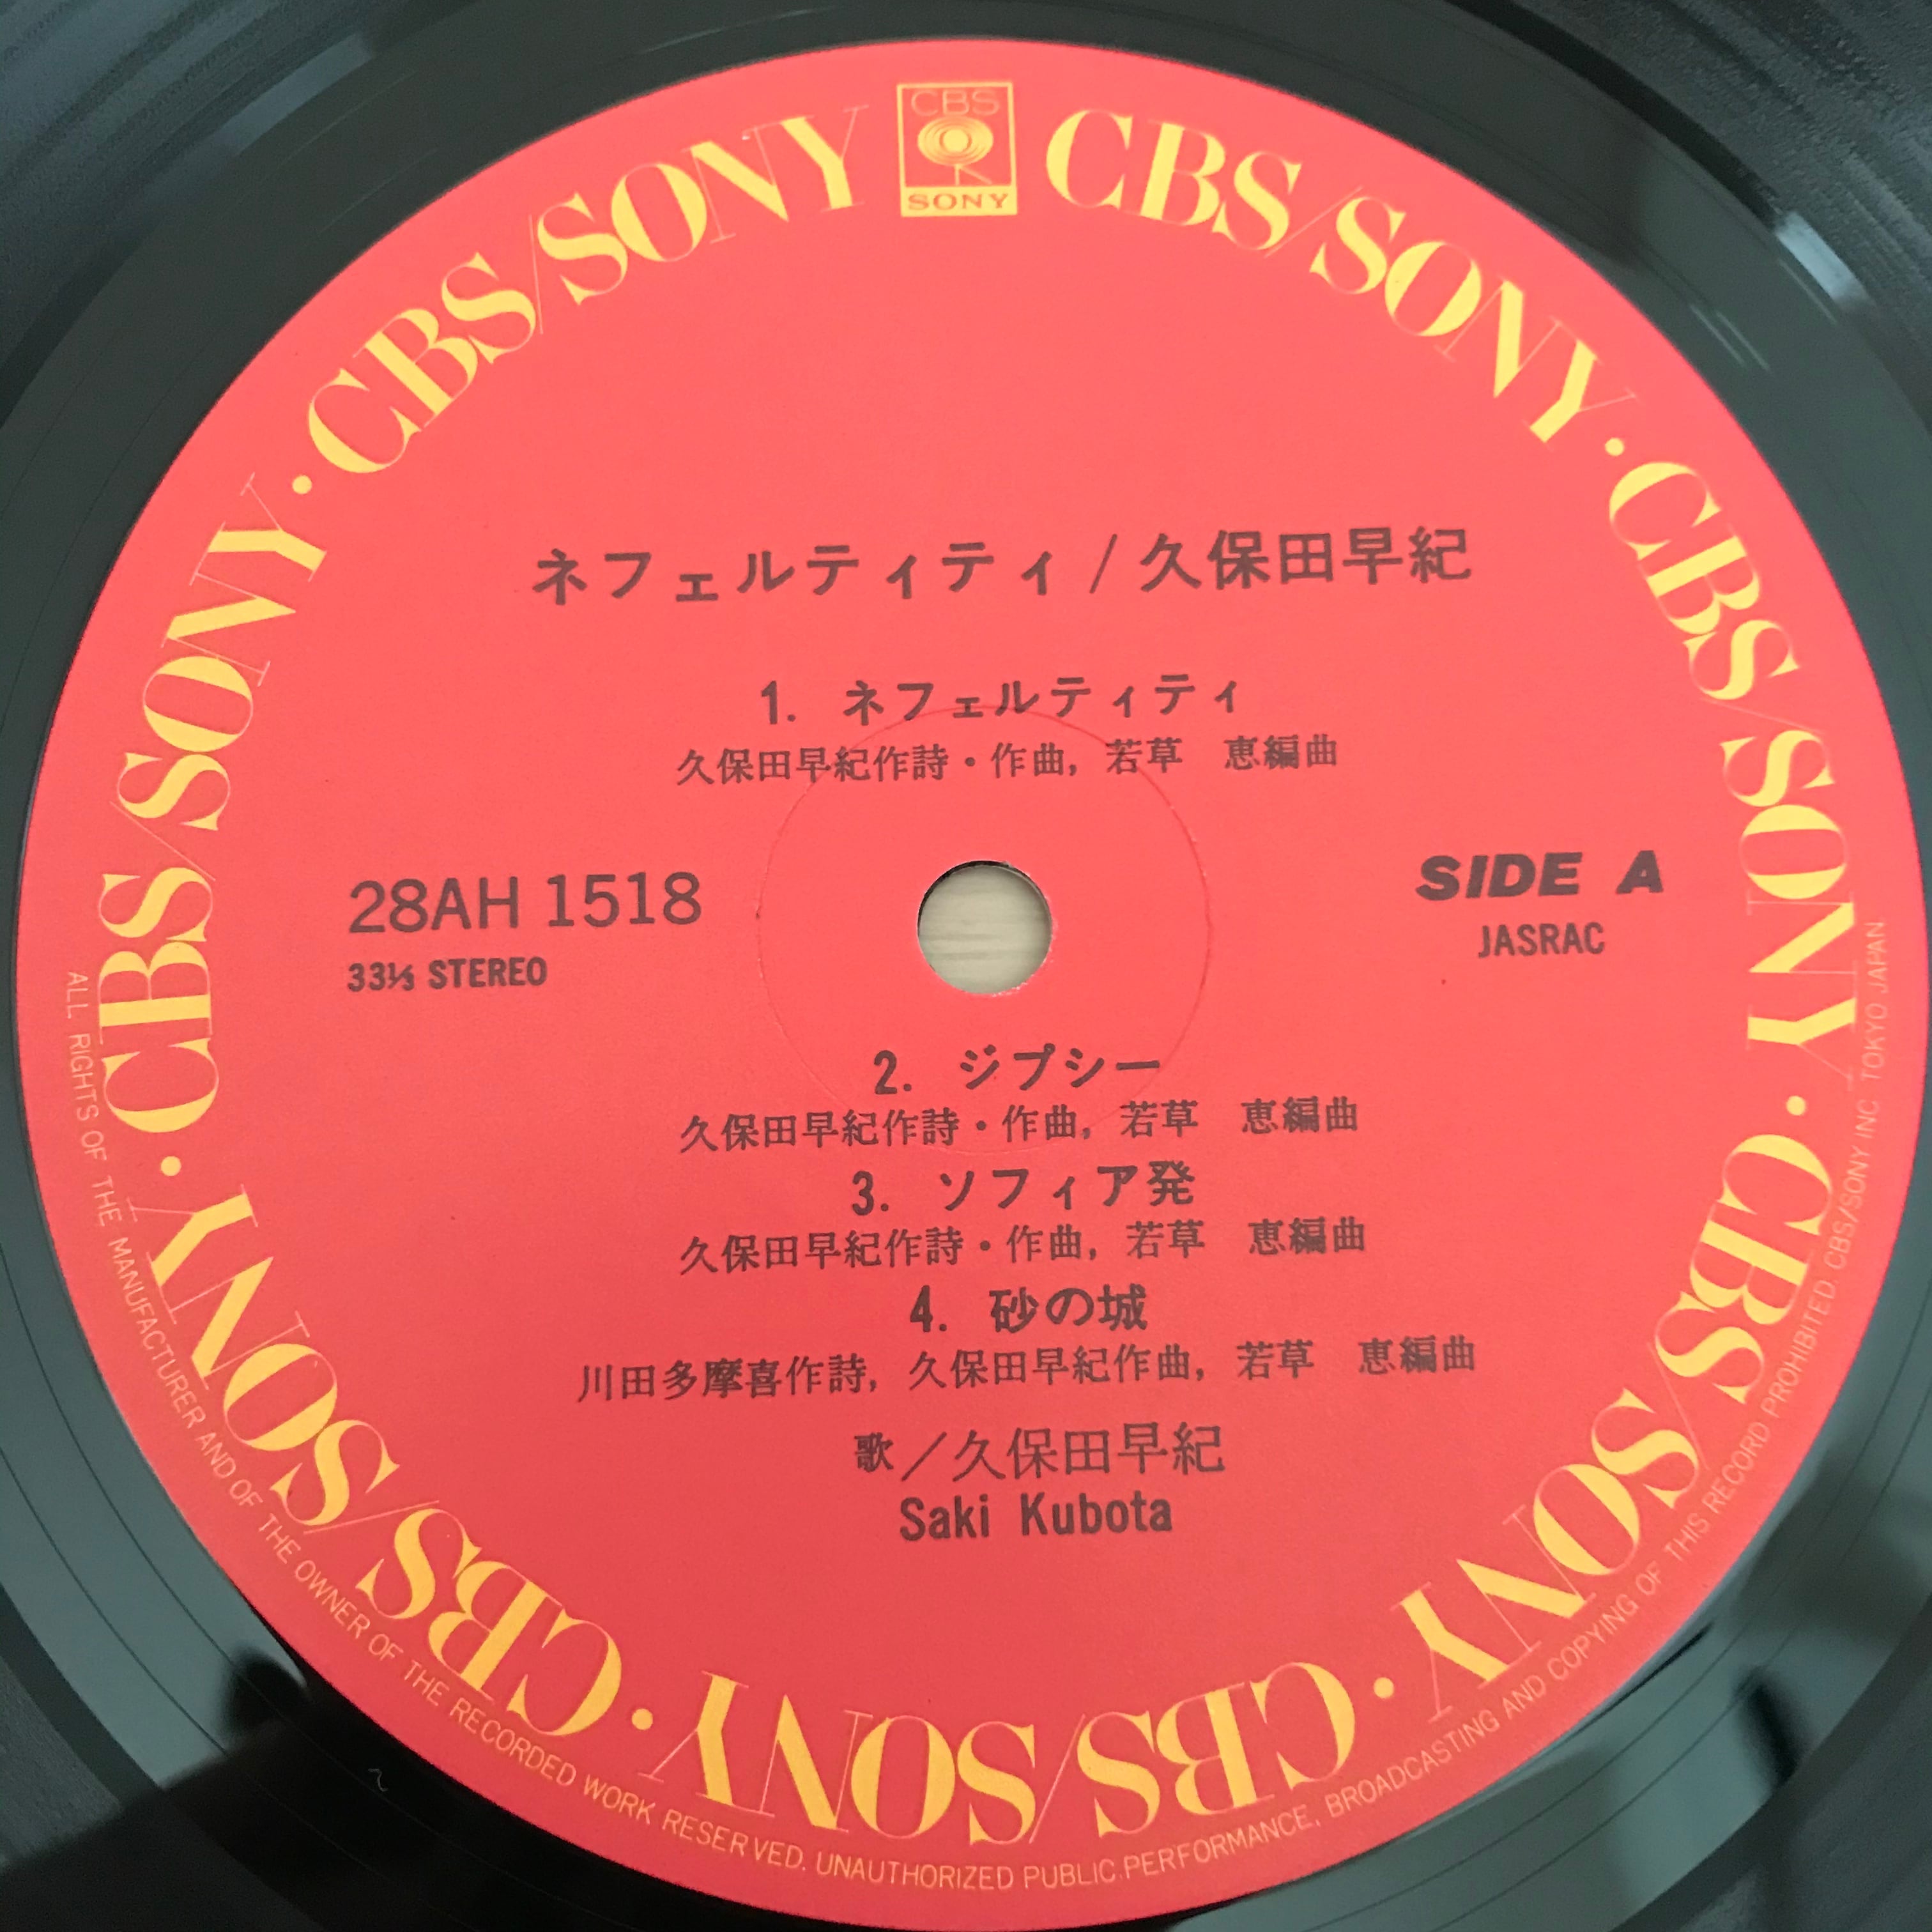 CBS
SONY
CBS/SONY・CBS/SONY・CBS/SONY・CBS/SONY・CBS/SONY・CBS/SONY・CBS/SONY
ネフェルティティ/久保田早紀
1. ネフェルティティ
久保田早紀作詩・作曲, 若草 恵編曲
28AH 1518
33⅓ STEREO
SIDE A
JASRAC
2. ジプシー
久保田早紀作詩・作曲, 若草 恵編曲
3. ソフィア発
久保田早紀作詩・作曲, 若草 恵編曲
4. 砂の城
川田多摩喜作詩, 久保田早紀作曲, 若草 恵編曲
歌/久保田早紀
Saki Kubota
ALL RIGHTS OF THE MANUFACTURER AND OF THE OWNER OF THE RECORDED WORK RESERVED. UNAUTHORIZED PUBLIC PERFORMANCE, BROADCASTING AND COPYING OF THIS RECORD PROHIBITED. CBS/SONY INC TOKYO JAPAN